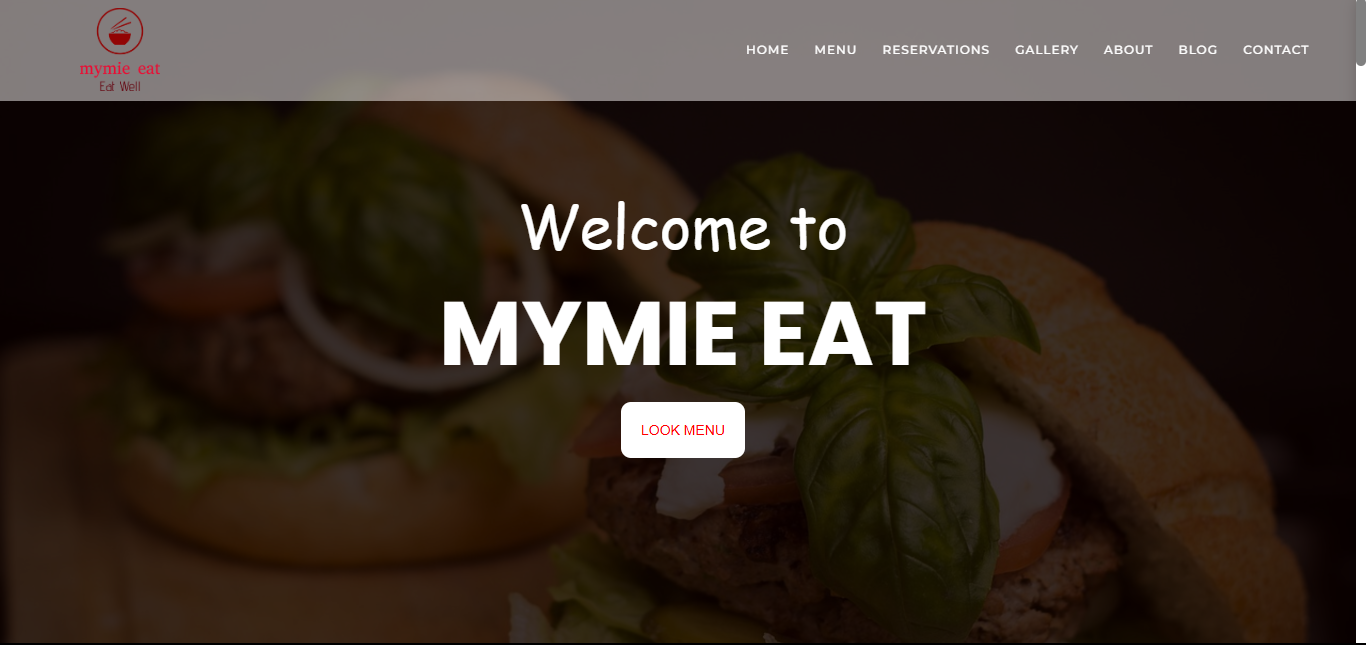 mymie eat
Eat Well
HOME MENU RESERVATIONS GALLERY ABOUT BLOG CONTACT
Welcome to
MYMIE EAT
LOOK MENU